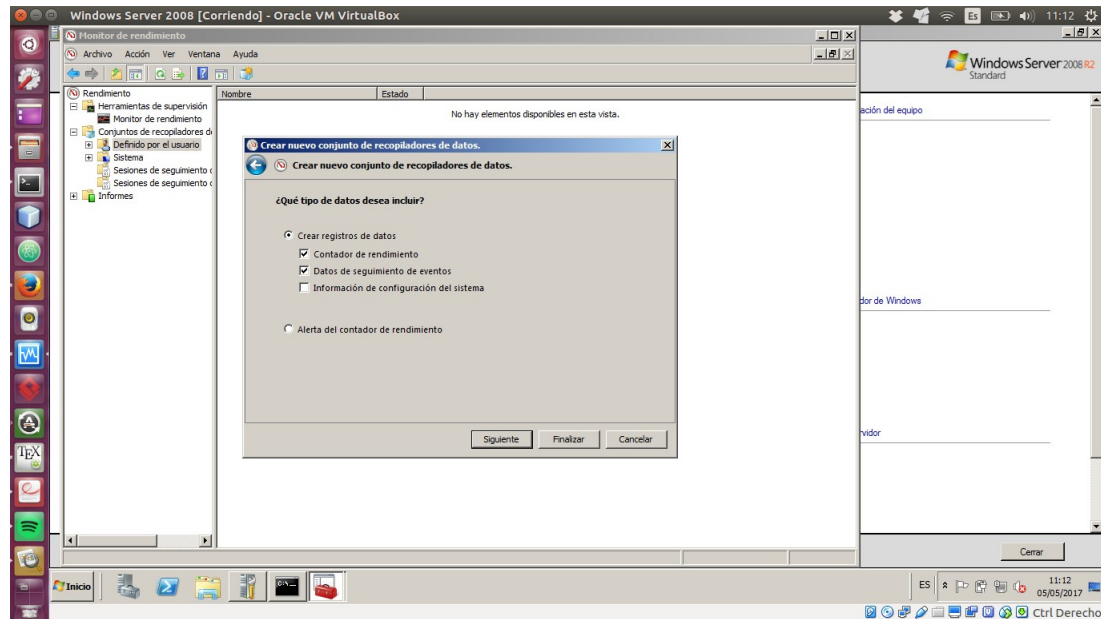 Windows Server 2008 [Corriendo] - Oracle VM VirtualBox
Es
11:12
Monitor de rendimiento
Archivo Acción Ver Ventana Ayuda
Windows Server 2008 R2
Standard
Rendimiento
Herramientas de supervisión
Monitor de rendimiento
Conjuntos de recopiladores de
Definido por el usuario
Sistema
Sesiones de seguimiento
Sesiones de seguimiento
Informes
Nombre Estado
No hay elementos disponibles en esta vista.
Crear nuevo conjunto de recopiladores de datos.
Crear nuevo conjunto de recopiladores de datos.
¿Qué tipo de datos desea incluir?
Crear registros de datos
Contador de rendimiento
Datos de seguimiento de eventos
Información de configuración del sistema
Alerta del contador de rendimiento
Siguiente Finalizar Cancelar
ación del equipo
dor de Windows
rvidor
Cerrar
TEX
Inicio
ES
11:12
05/05/2017
Ctrl Derecho